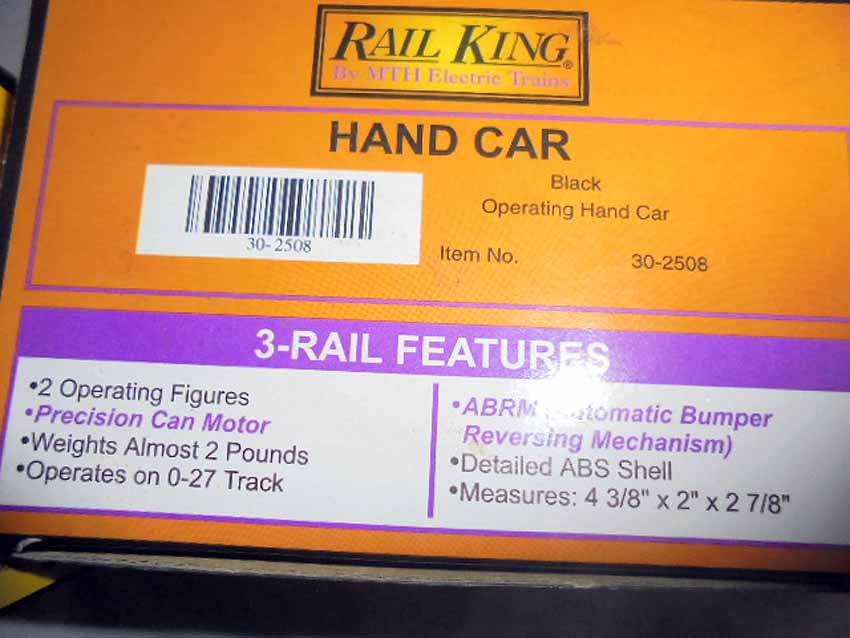 RAIL KING®
By MTH Electric Trains
HAND CAR
Black
Operating Hand Car
30-2508
Item No. 30-2508
3-RAIL FEATURES
•2 Operating Figures
•Precision Can Motor
•Weights Almost 2 Pounds
•Operates on 0-27 Track
•ABRM Automatic Bumper
Reversing Mechanism)
•Detailed ABS Shell
•Measures: 4 3/8" x 2" x 2 7/8"